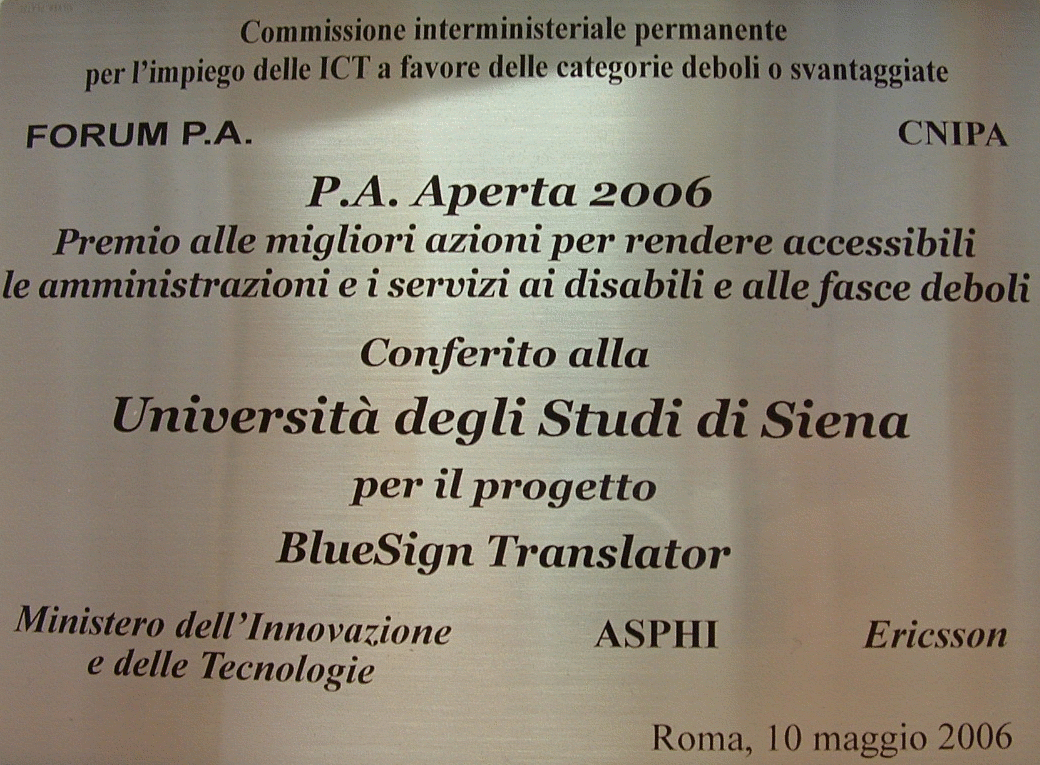 Commissione interministeriale permanente
per l'impiego delle ICT a favore delle categorie deboli o svantaggiate
FORUM P.A. CNIPA
P.A. Aperta 2006
Premio alle migliori azioni per rendere accessibili
le amministrazioni e i servizi ai disabili e alle fasce deboli
Conferito alla
Università degli Studi di Siena
per il progetto
BlueSign Translator
Ministero dell'Innovazione
e delle Tecnologie
ASPHI
Ericsson
Roma, 10 maggio 2006